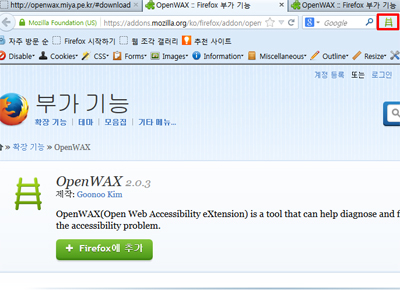 http://openwax.miya.pe.kr/#download
OpenWAX :: Firefox 부가 기능
OpenWAX :: Firefox 부가 기능
Mozilla Foundation (US)
https://addons.mozilla.org/ko/firefox/addon/open
Google
자주 방문 순
Firefox 시작하기
웹 조각 갤러리
추천 사이트
Disable
Cookies
CSS
Forms
Images
Information
Miscellaneous
Outline
계정 등록 또는 로그인
부가 기능
확장 기능 | 테마 | 모음집 | 기타 메뉴...
» 확장 기능 » OpenWAX
OpenWAX 2.0.3
제작: Goonoo Kim
OpenWAX(Open Web Accessibility eXtension) is a tool that can help diagnose and f
the accessibility problem.
+ Firefox에 추가